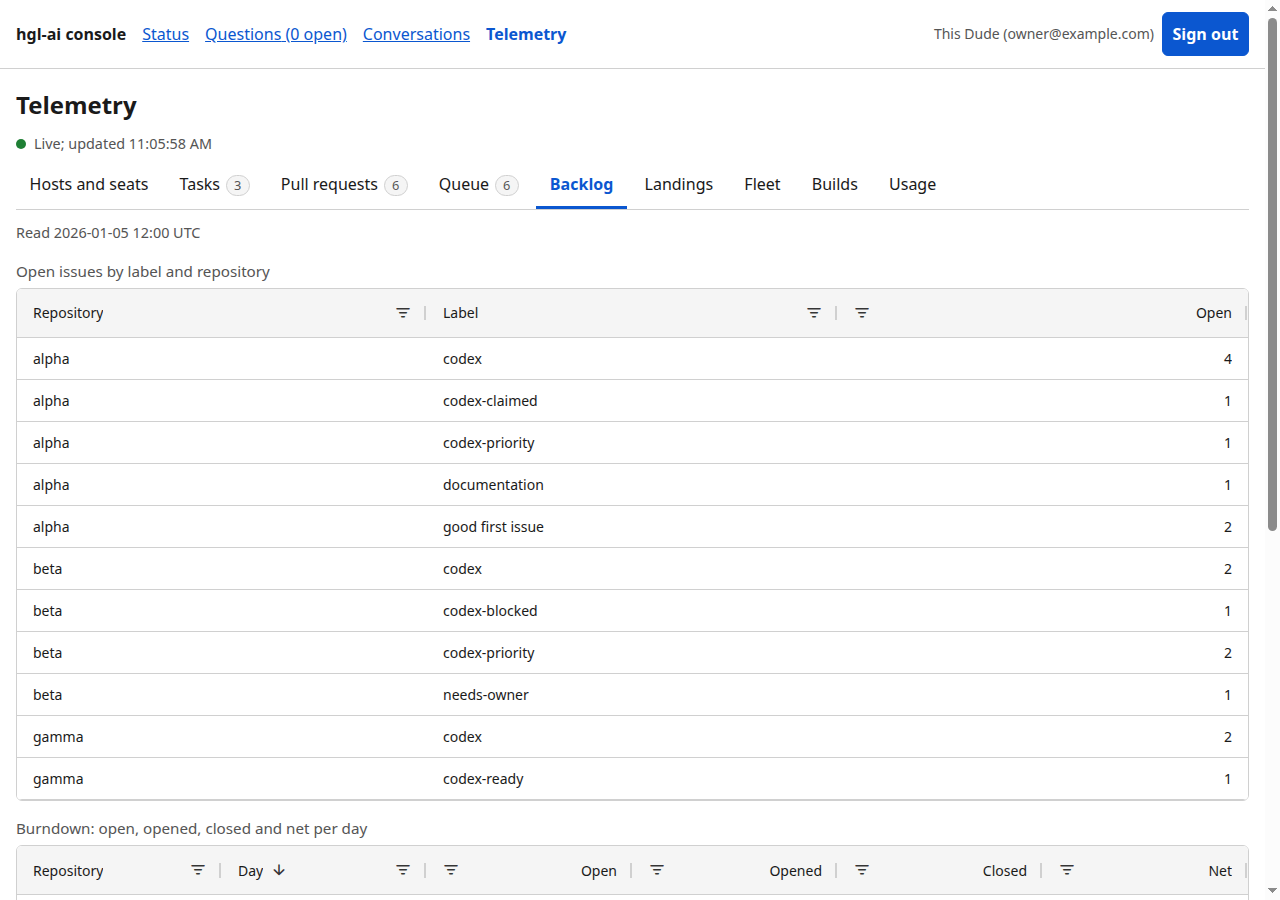 hgl-ai console Status Questions (0 open) Conversations Telemetry This Dude (owner@example.com) Sign out
Telemetry
Live; updated 11:05:58 AM
Hosts and seats Tasks 3 Pull requests 6 Queue 6 Backlog Landings Fleet Builds Usage
Read 2026-01-05 12:00 UTC
Open issues by label and repository
Repository Label Open
alpha codex 4
alpha codex-claimed 1
alpha codex-priority 1
alpha documentation 1
alpha good first issue 2
beta codex 2
beta codex-blocked 1
beta codex-priority 2
beta needs-owner 1
gamma codex 2
gamma codex-ready 1
Burndown: open, opened, closed and net per day
Repository Day Open Opened Closed Net